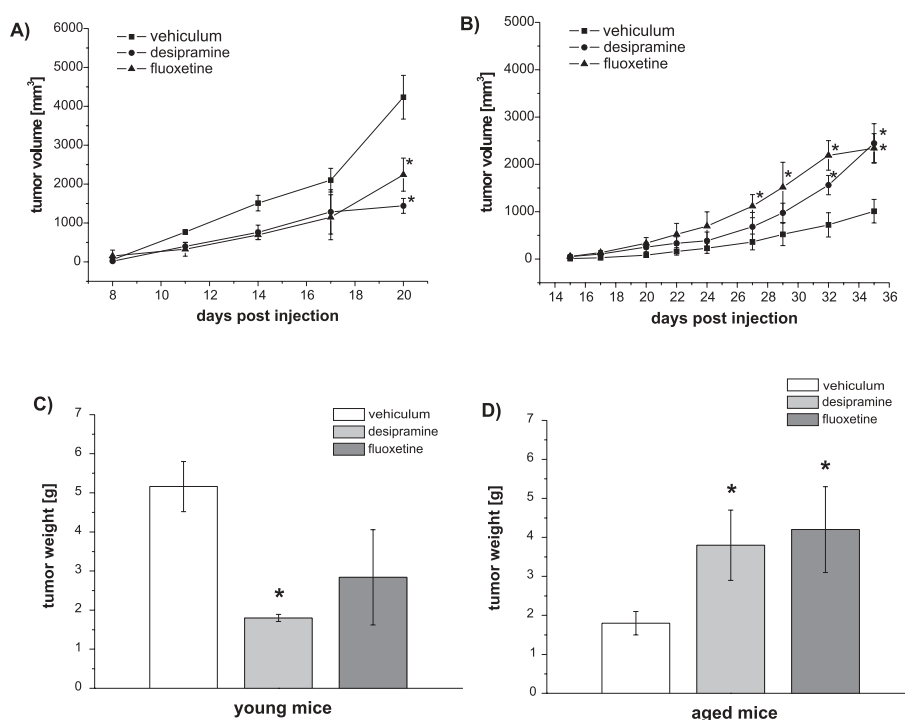 A)
vehiculum
desipramine
fluoxetine
tumor volume [mm³]
6000
5000
4000
3000
2000
1000
0
*
*
8 10 12 14 16 18 20
days post injection
B)
vehiculum
desipramine
fluoxetine
tumor volume [mm³]
5000
4000
3000
2000
1000
0
* * * * * *
14 16 18 20 22 24 26 28 30 32 34 36
days post injection
C)
vehiculum
desipramine
fluoxetine
tumor weight [g]
7
6
5
4
3
2
1
0
*
young mice
D)
vehiculum
desipramine
fluoxetine
tumor weight [g]
7
6
5
4
3
2
1
0
* *
aged mice